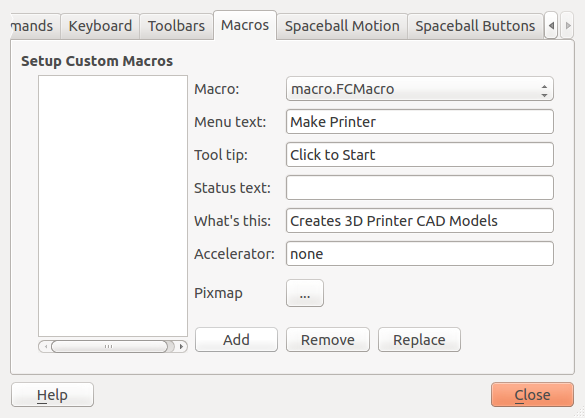 mands Keyboard Toolbars Macros Spaceball Motion Spaceball Buttons
Setup Custom Macros
Macro: macro.FCMacro
Menu text: Make Printer
Tool tip: Click to Start
Status text:
What's this: Creates 3D Printer CAD Models
Accelerator: none
Pixmap ...
Add Remove Replace
Help Close